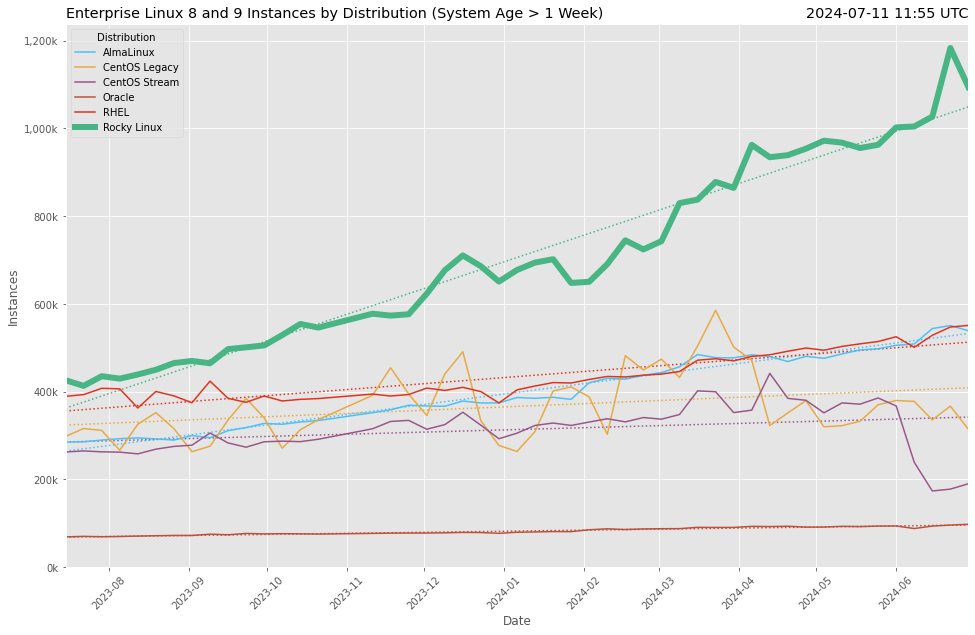 Enterprise Linux 8 and 9 Instances by Distribution (System Age > 1 Week)
2024-07-11 11:55 UTC
Distribution
AlmaLinux
CentOS Legacy
CentOS Stream
Oracle
RHEL
Rocky Linux
1,200k
1,000k
800k
600k
400k
200k
0k
Instances
2023-08
2023-09
2023-10
2023-11
2023-12
2024-01
2024-02
2024-03
2024-04
2024-05
2024-06
Date